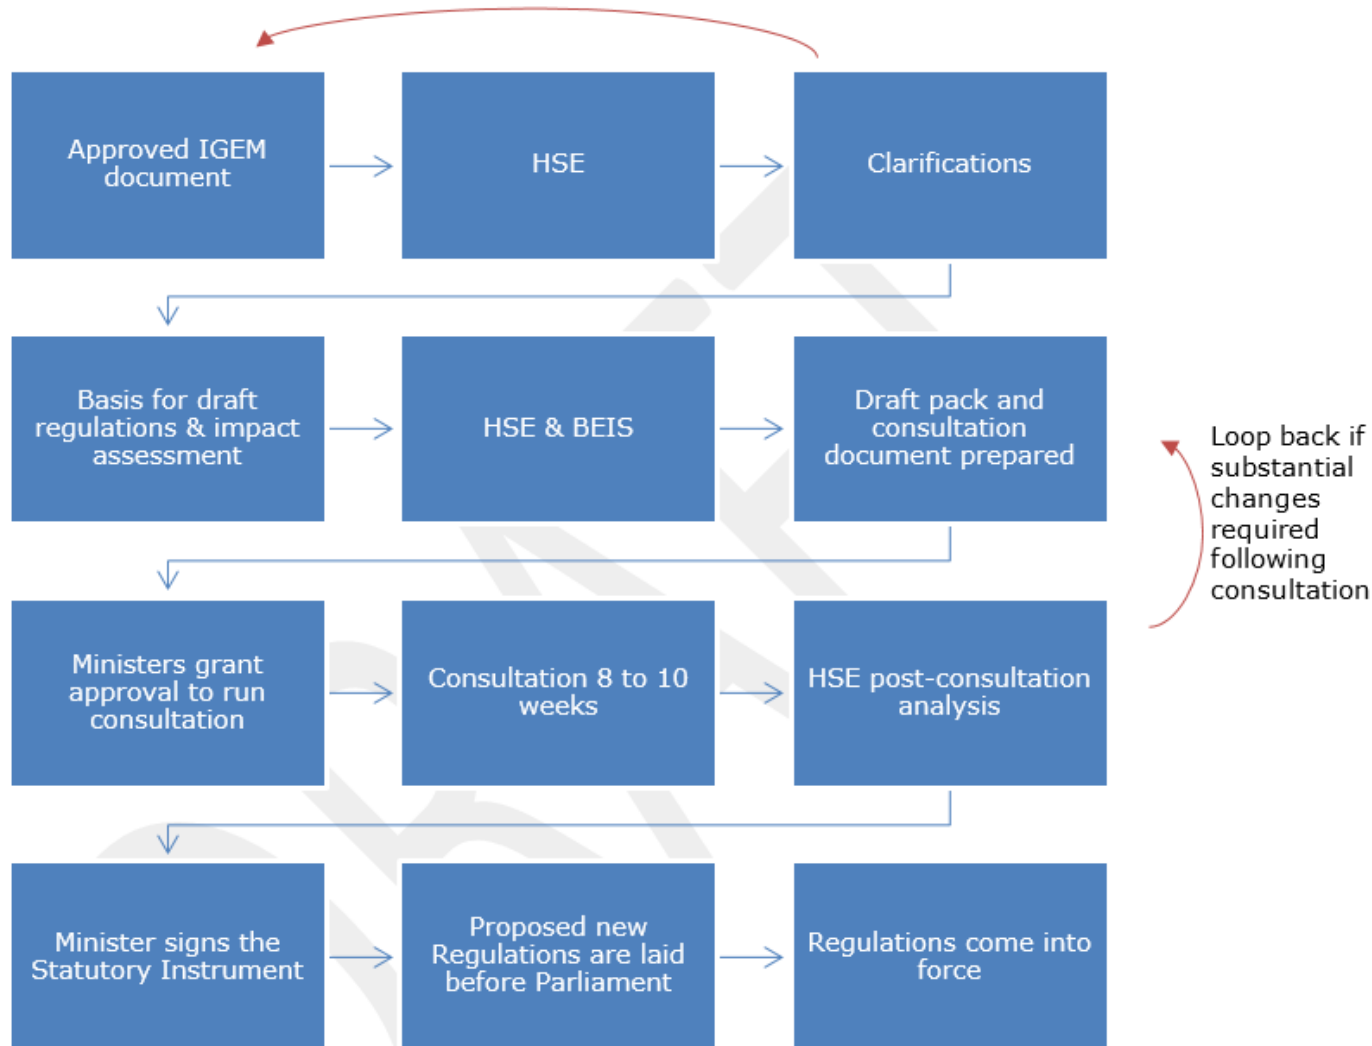 Approved IGEM
document
HSE
Clarifications
Basis for draft
regulations & impact
assessment
HSE & BEIS
Draft pack and
consultation
document prepared
Loop back if
substantial
changes
required
following
consultation
Ministers grant
approval to run
consultation
Consultation 8 to 10
weeks
HSE post-consultation
analysis
Minister signs the
Statutory Instrument
Proposed new
Regulations are laid
before Parliament
Regulations come into
force